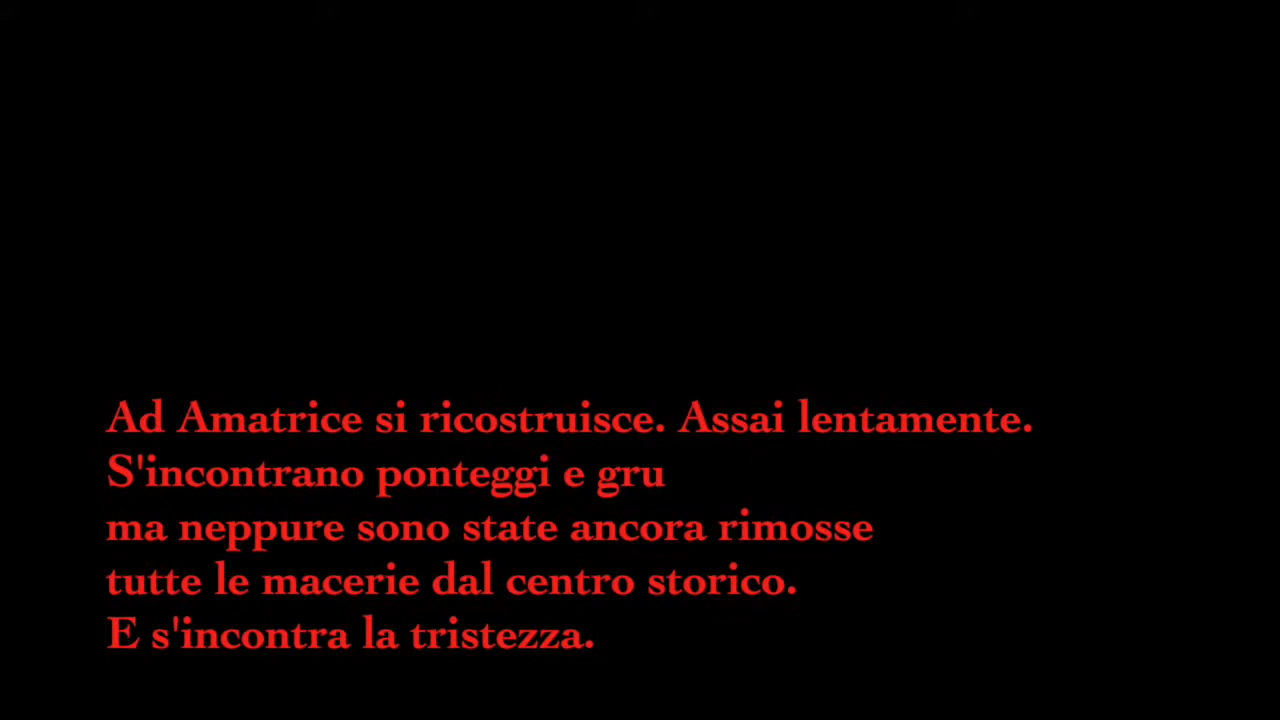 Ad Amatrice si ricostruisce. Assai lentamente.
S'incontrano ponteggi e gru
ma neppure sono state ancora rimosse
tutte le macerie dal centro storico.
E s'incontra la tristezza.